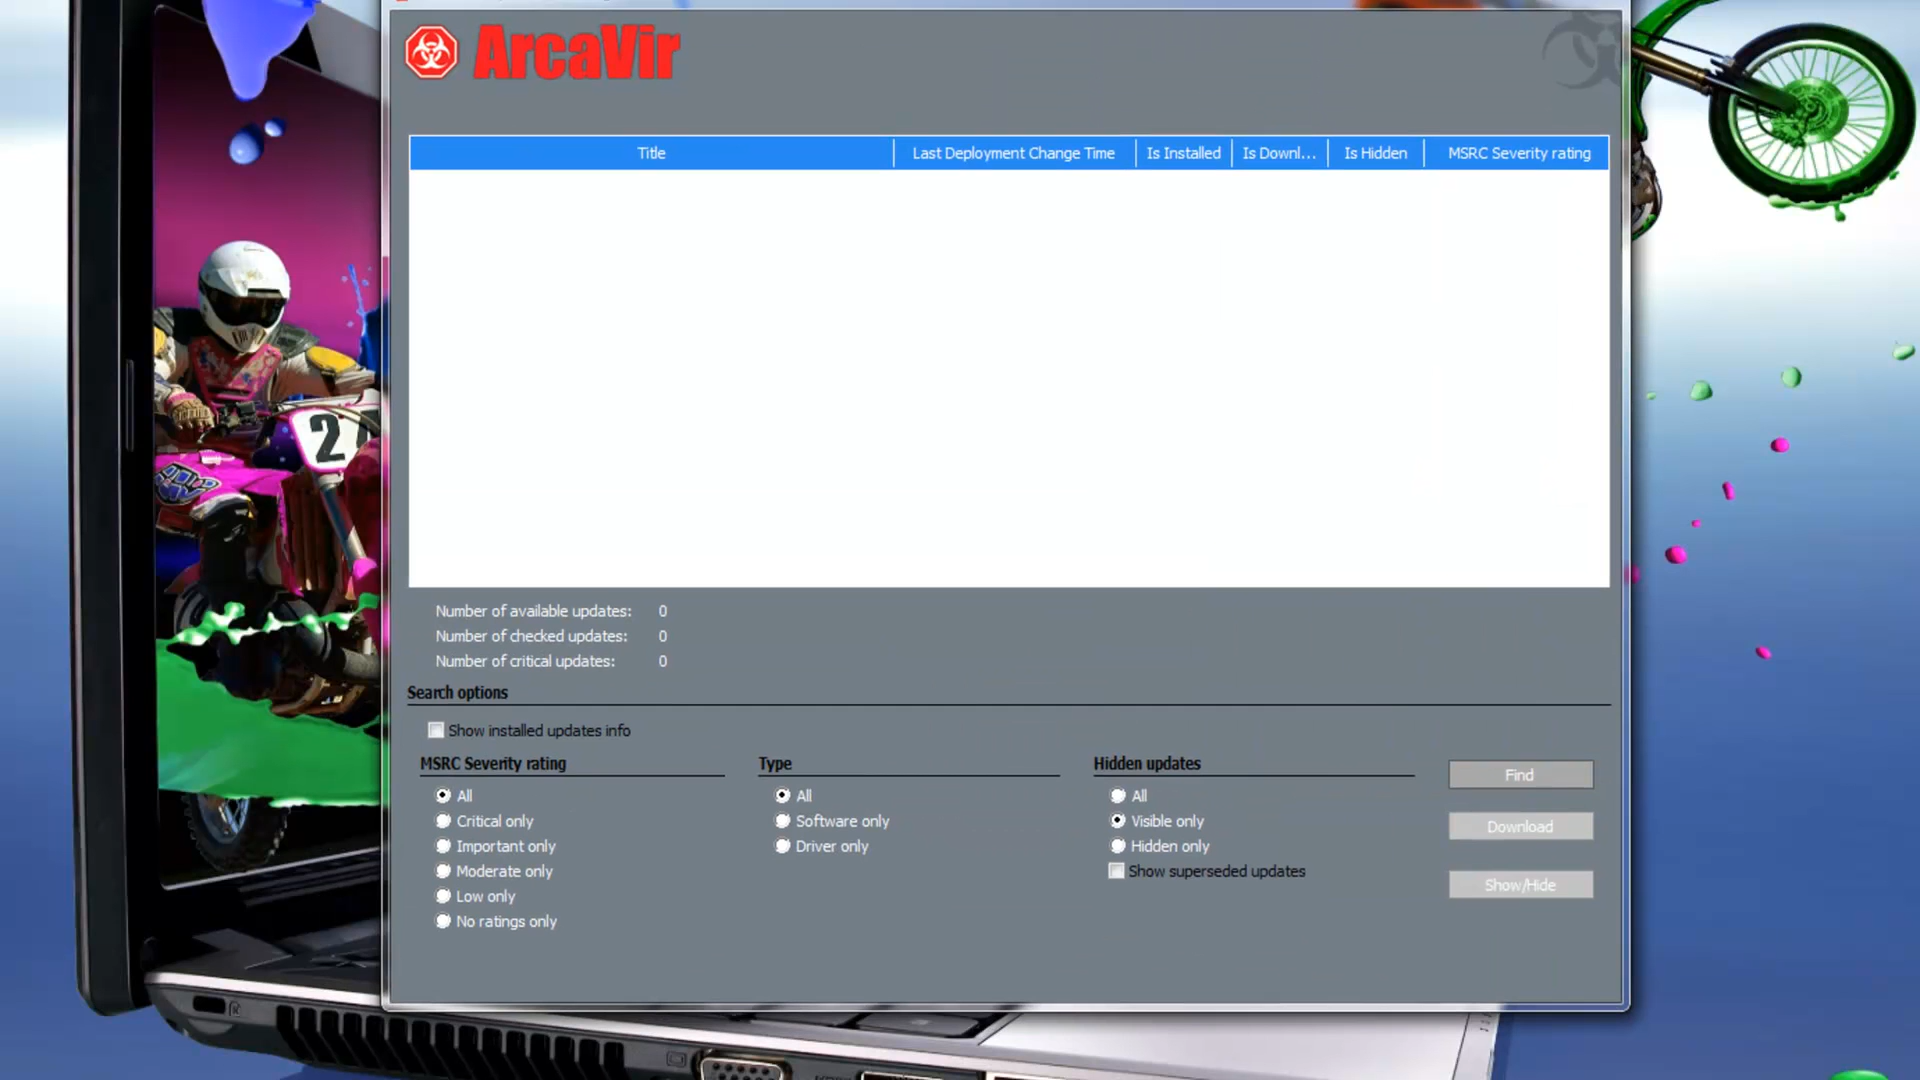 ArcaVir
Title Last Deployment Change Time Is Installed Is Downl... Is Hidden MSRC Severity rating
24
Number of available updates: 0
Number of checked updates: 0
Number of critical updates: 0
Search options
Show installed updates info
MSRC Severity rating Type Hidden updates
Find
All All All
Critical only Software only Visible only
Download
Important only Driver only Hidden only
Moderate only Show superseded updates
Show/Hide
Low only
No ratings only